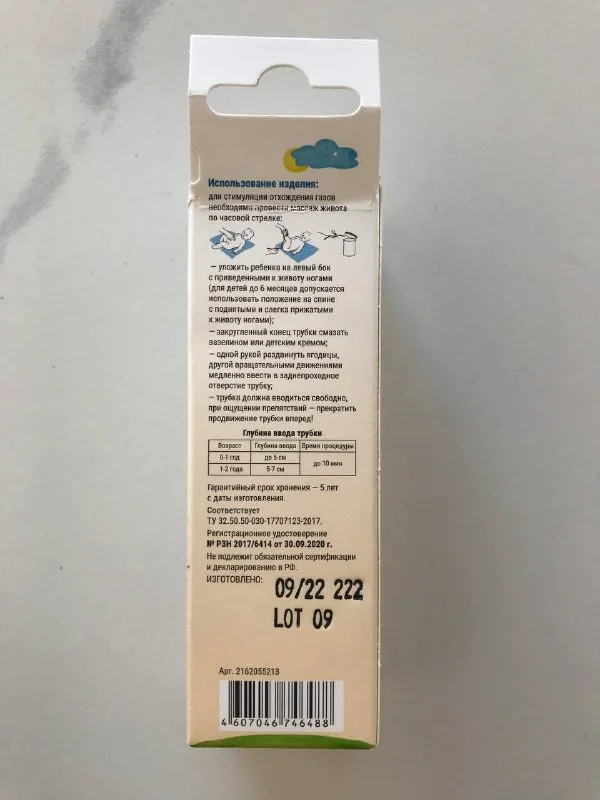 Использование изделия:
для стимуляции отхождения газов
необходимо провести массаж живота
по часовой стрелке:
– уложить ребенка на левый бок
с приведенными к животу ногами
(для детей до 6 месяцев допускается
использовать положение на спине
с поднятыми и слегка прижатыми
к животу ногами);
– закругленный конец трубки смазать
вазелином или детским кремом;
– одной рукой раздвинуть ягодицы,
другой вращательными движениями
медленно ввести в заднепроходное
отверстие трубку;
– трубка должна вводиться свободно,
при ощущении препятствий – прекратить
продвижение трубки вперед!
Глубина ввода трубки
Возраст Глубина ввода Время процедуры
0-1 год до 5 см до 10 мин
1-2 года 5-7 см
Гарантийный срок хранения – 5 лет
с даты изготовления.
Соответствует
ТУ 32.50.50-030-17707123-2017.
Регистрационное удостоверение
№ РЗН 2017/6414 от 30.09.2020 г.
Не подлежит обязательной сертификации
и декларированию в РФ.
ИЗГОТОВЛЕНО: 09/22 222
LOT 09
Арт. 2162055213
4 607046 746488